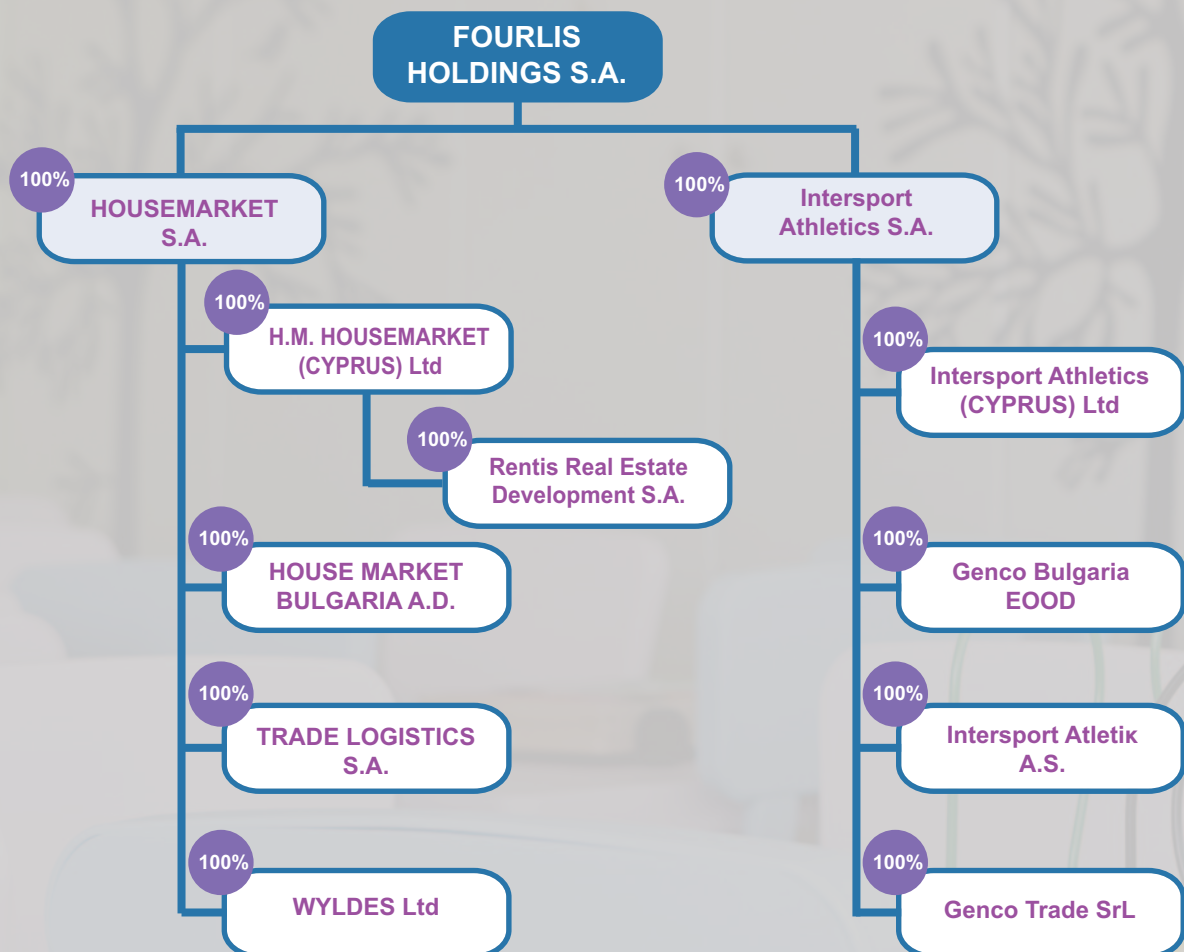 FOURLIS
HOLDINGS S.A.
100%
HOUSEMARKET
S.A.
100%
H.M. HOUSEMARKET
(CYPRUS) Ltd
100%
Rentis Real Estate
Development S.A.
100%
HOUSE MARKET
BULGARIA A.D.
100%
TRADE LOGISTICS
S.A.
100%
WYLDES Ltd
100%
Intersport
Athletics S.A.
100%
Intersport Athletics
(CYPRUS) Ltd
100%
Genco Bulgaria
EOOD
100%
Intersport Atletiκ
A.S.
100%
Genco Trade SrL